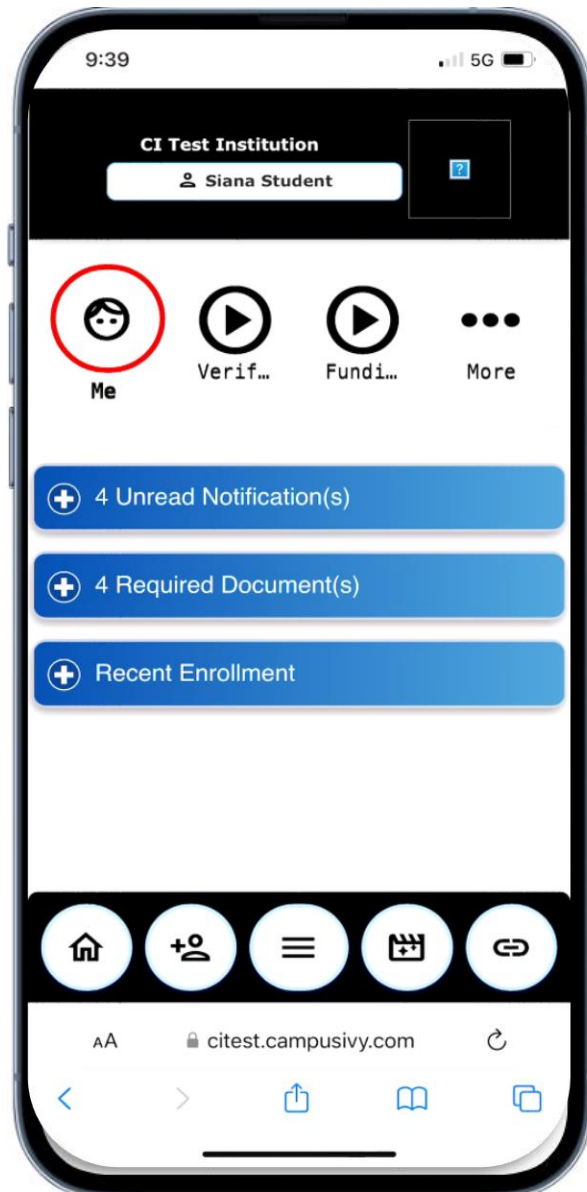 9:39
5G
CI Test Institution
Siana Student
?
Me
Verif…
Fundi…
More
4 Unread Notification(s)
4 Required Document(s)
Recent Enrollment
AA
citest.campusivy.com